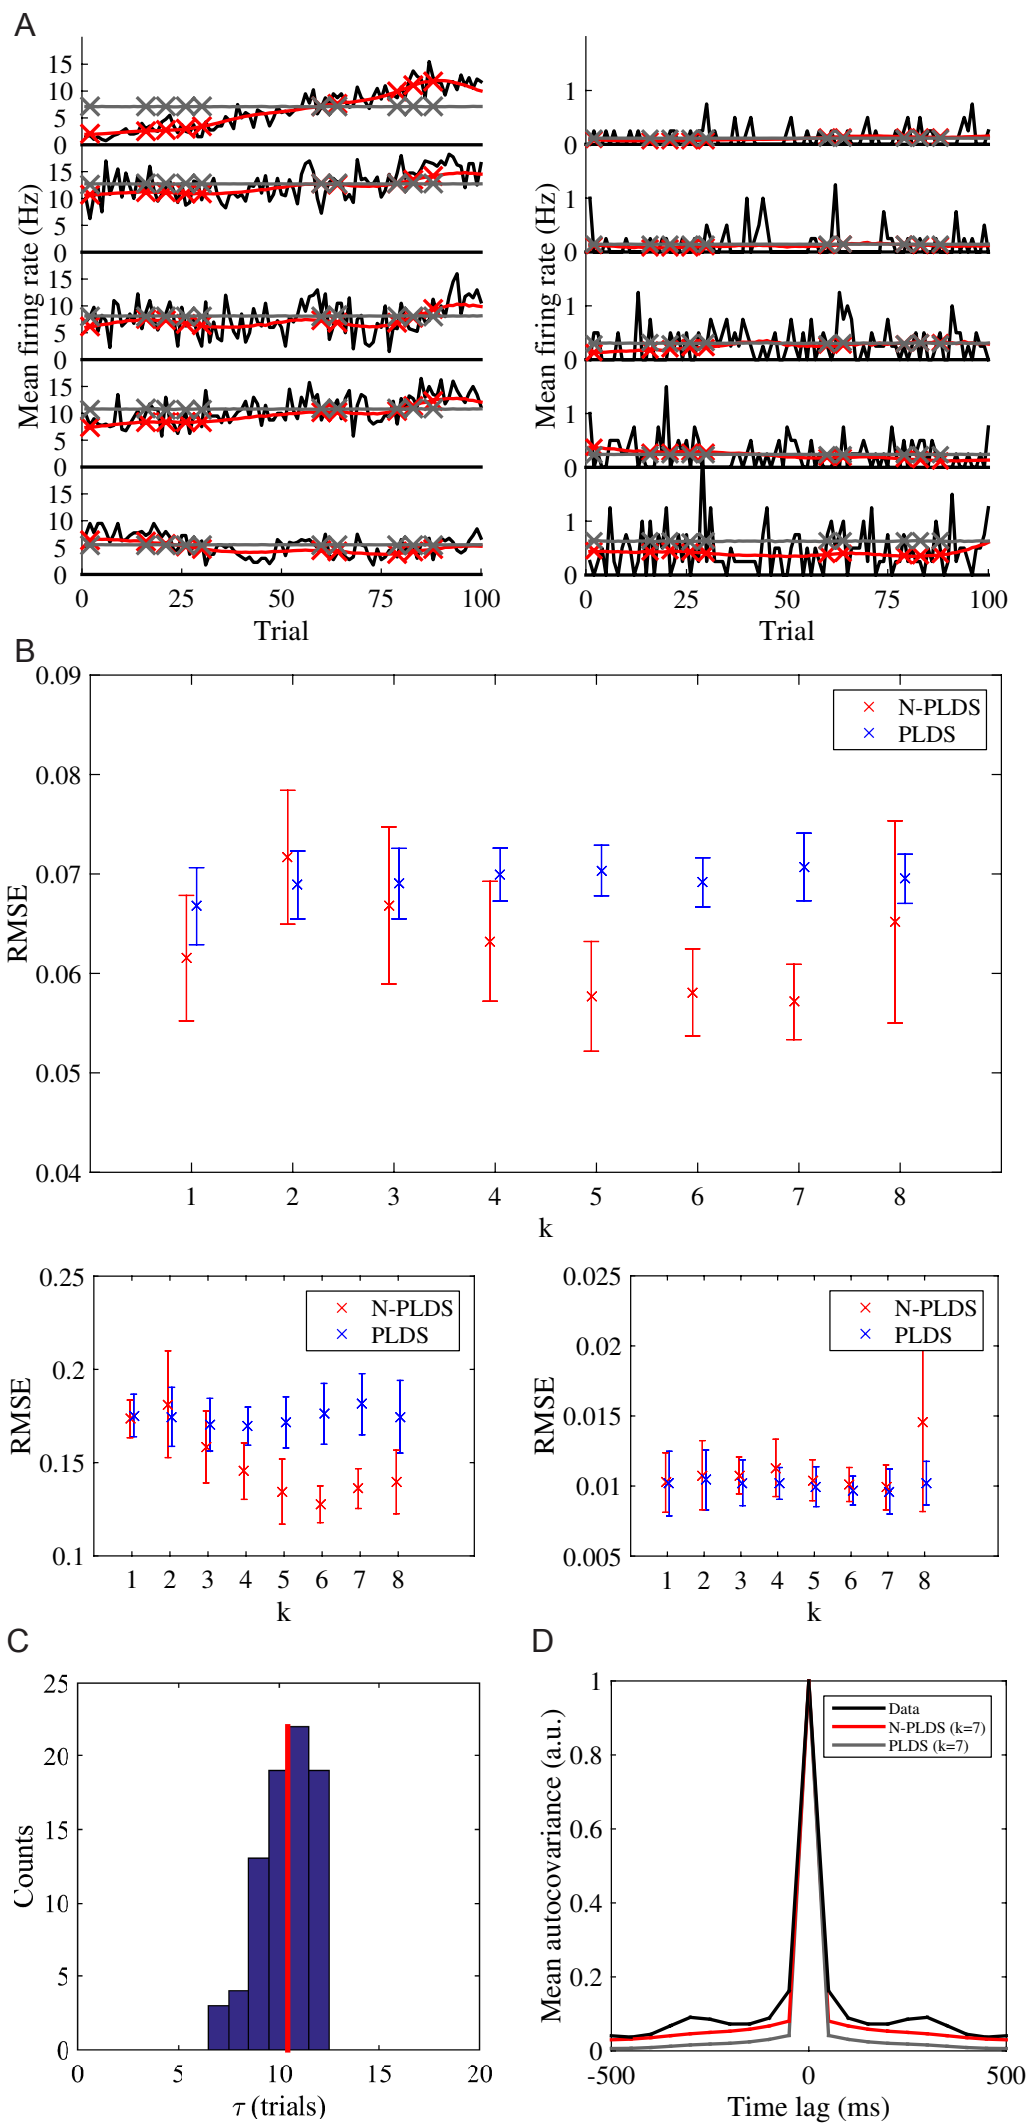 A
Mean firing rate (Hz)
15
10
5
0
15
10
5
0
15
10
5
0
15
10
5
0
15
10
5
0
0 25 50 75 100
Trial
Mean firing rate (Hz)
1
0
1
0
1
0
1
0
1
0
0 25 50 75 100
Trial
B
RMSE
0.09
0.08
0.07
0.06
0.05
0.04
N-PLDS
PLDS
1 2 3 4 5 6 7 8
k
RMSE
0.25
0.2
0.15
0.1
N-PLDS
PLDS
1 2 3 4 5 6 7 8
k
RMSE
0.025
0.02
0.015
0.01
0.005
N-PLDS
PLDS
1 2 3 4 5 6 7 8
k
C
Counts
25
20
15
10
5
0
0 5 10 15 20
τ (trials)
D
Mean autocovariance (a.u.)
1
0.8
0.6
0.4
0.2
0
Data
N-PLDS (k=7)
PLDS (k=7)
-500 0 500
Time lag (ms)